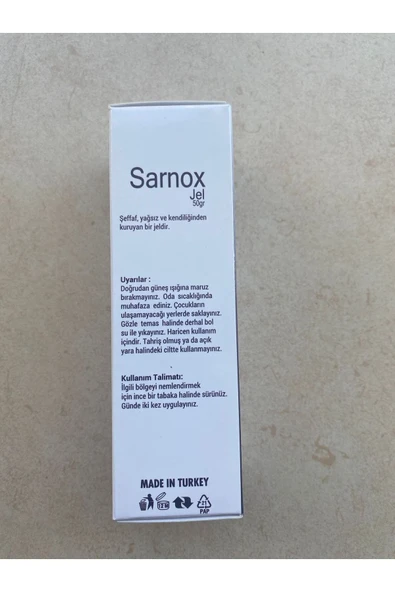 Sarnox
Jel
50gr
Şeffaf, yağsız ve kendiliğinden
kuruyan bir jeldir.
Uyarılar :
Doğrudan güneş ışığına maruz
bırakmayınız. Oda sıcaklığında
muhafaza ediniz. Çocukların
ulaşamayacağı yerlerde saklayınız.
Gözle temas halinde derhal bol
su ile yıkayınız. Haricen kullanım
içindir. Tahriş olmuş ya da açık
yara halindeki ciltte kullanmayınız.
Kullanım Talimatı:
İlgili bölgeyi nemlendirmek
için ince bir tabaka halinde sürünüz.
Günde iki kez uygulayınız.
MADE IN TURKEY
12 M
21
PAP